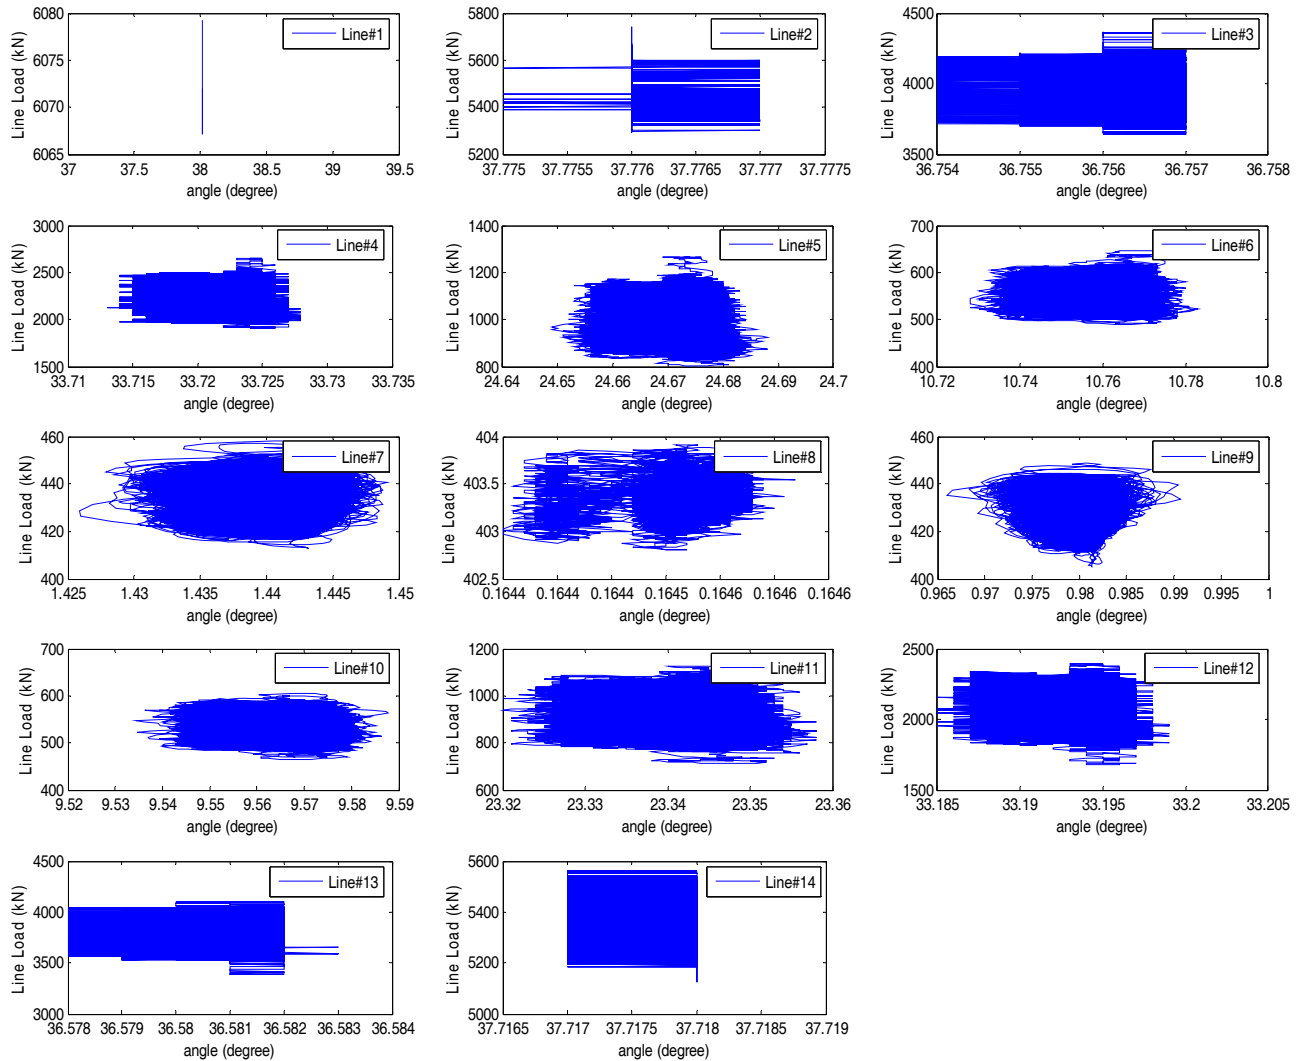 6080
6075
6070
6065
Line Load (kN)
37 37.5 38 38.5 39 39.5
angle (degree)
Line#1
5800
5600
5400
5200
Line Load (kN)
37.775 37.7755 37.776 37.7765 37.777 37.7775
angle (degree)
Line#2
4500
4000
3500
Line Load (kN)
36.754 36.755 36.756 36.757 36.758
angle (degree)
Line#3
3000
2500
2000
1500
Line Load (kN)
33.71 33.715 33.72 33.725 33.73 33.735
angle (degree)
Line#4
1400
1200
1000
800
Line Load (kN)
24.64 24.65 24.66 24.67 24.68 24.69 24.7
angle (degree)
Line#5
700
600
500
400
Line Load (kN)
10.72 10.74 10.76 10.78 10.8
angle (degree)
Line#6
460
440
420
400
Line Load (kN)
1.425 1.43 1.435 1.44 1.445 1.45
angle (degree)
Line#7
404
403.5
403
402.5
Line Load (kN)
0.1644 0.1644 0.1644 0.1645 0.1646 0.1646 0.1646
angle (degree)
Line#8
460
440
420
400
Line Load (kN)
0.965 0.97 0.975 0.98 0.985 0.99 0.995 1
angle (degree)
Line#9
700
600
500
400
Line Load (kN)
9.52 9.53 9.54 9.55 9.56 9.57 9.58 9.59
angle (degree)
Line#10
1200
1000
800
600
Line Load (kN)
23.32 23.33 23.34 23.35 23.36
angle (degree)
Line#11
2500
2000
1500
Line Load (kN)
33.185 33.19 33.195 33.2 33.205
angle (degree)
Line#12
4500
4000
3500
3000
Line Load (kN)
36.578 36.579 36.58 36.581 36.582 36.583 36.584
angle (degree)
Line#13
5600
5400
5200
5000
Line Load (kN)
37.7165 37.717 37.7175 37.718 37.7185 37.719
angle (degree)
Line#14